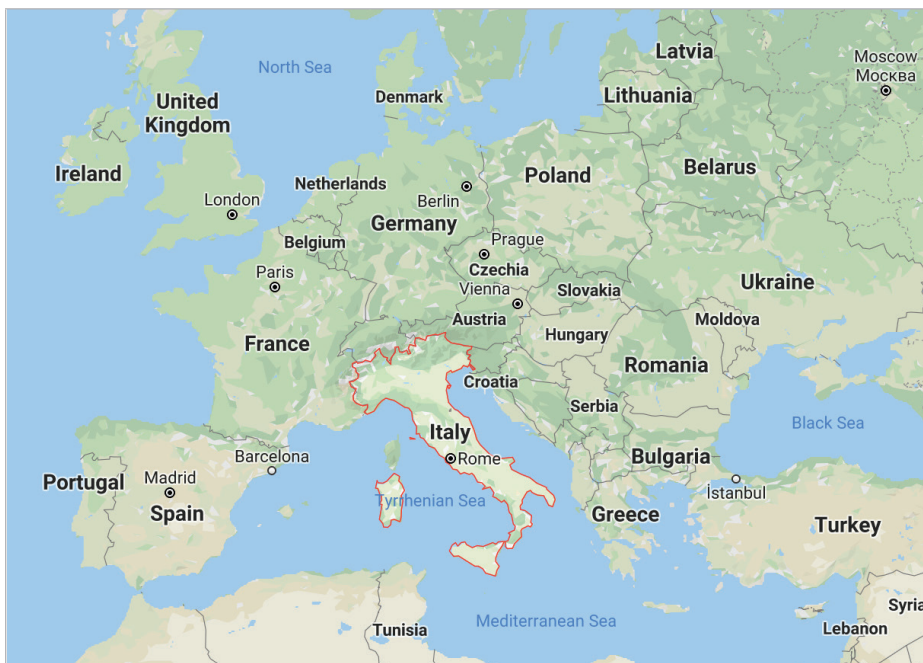 Latvia
Moscow
Москва
North Sea
Denmark
Lithuania
United
Kingdom
Ireland
Belarus
Poland
Netherlands
Berlin
London
Germany
Belgium
Prague
Czechia
Paris
Ukraine
Slovakia
Vienna
Austria
Moldova
Hungary
France
Romania
Croatia
Serbia
Black Sea
Italy
Barcelona
Rome
Bulgaria
Portugal
Madrid
İstanbul
Tyrrhenian Sea
Spain
Greece
Turkey
Syria
Mediterranean Sea
Tunisia
Lebanon